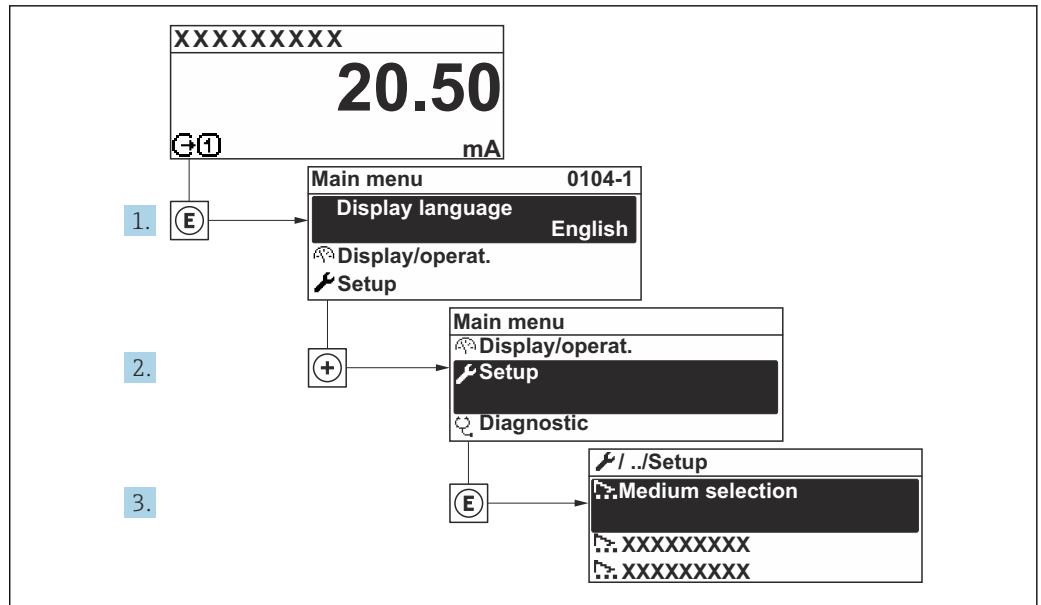 XXXXXXXXX
20.50
1 mA
1. E
Main menu 0104-1
Display language
English
Display/operat.
Setup
2. +
Main menu
Display/operat.
Setup
Diagnostic
3. E
/ ../Setup
Medium selection
XXXXXXXXX
XXXXXXXXX